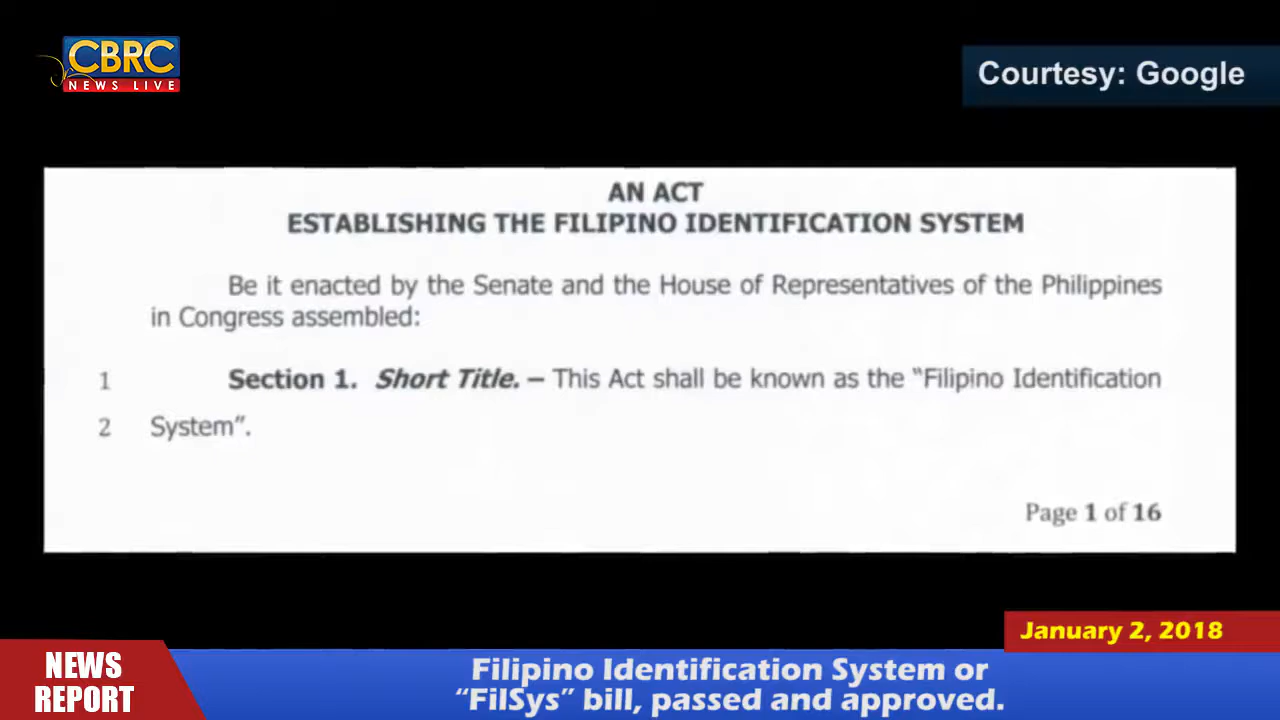 CBRC
NEWS LIVE
Courtesy: Google
AN ACT
ESTABLISHING THE FILIPINO IDENTIFICATION SYSTEM
Be it enacted by the Senate and the House of Representatives of the Philippines
in Congress assembled:
1 Section 1. Short Title. – This Act shall be known as the “Filipino Identification
2 System”.
Page 1 of 16
January 2, 2018
NEWS
REPORT
Filipino Identification System or
“FilSys” bill, passed and approved.